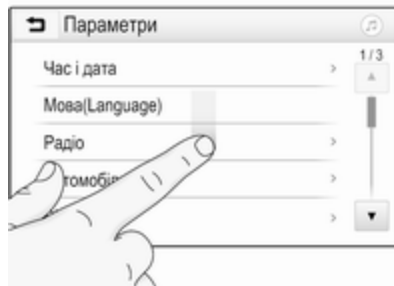 Параметри
1/3
Час і дата
Мова(Language)
Радіо